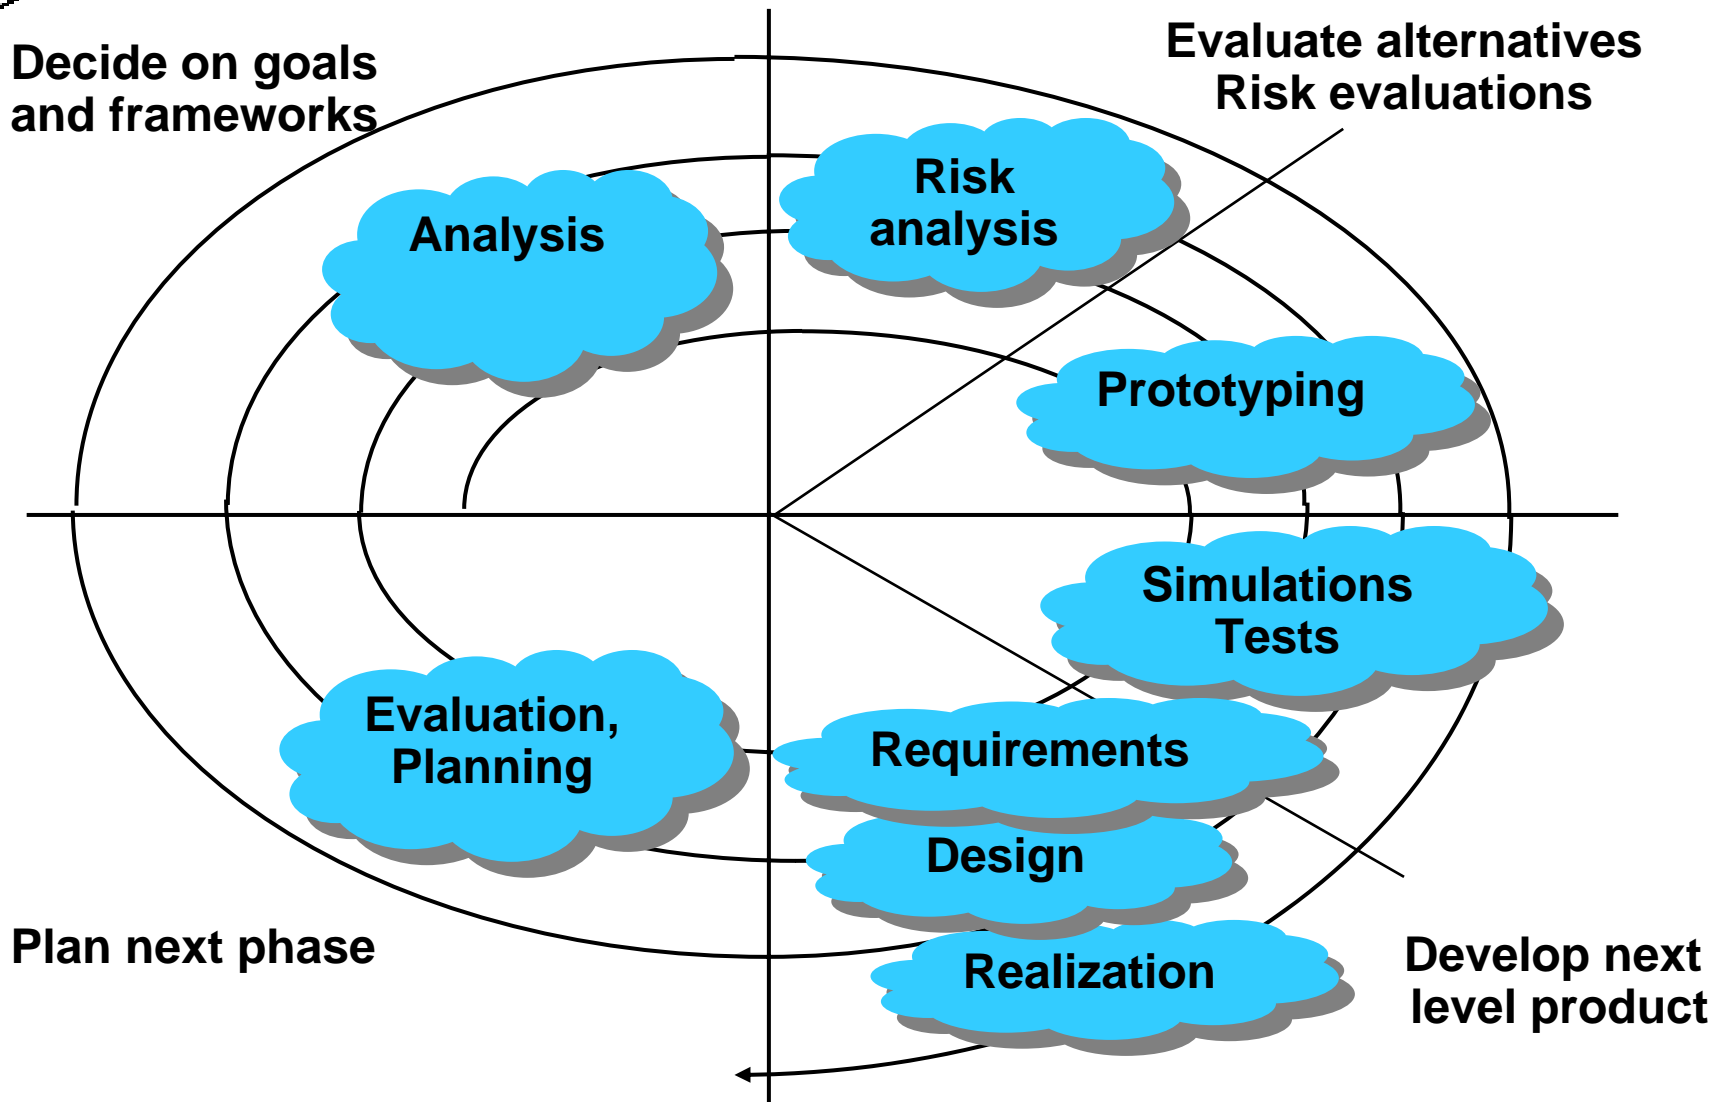 Decide on goals
and frameworks
Evaluate alternatives
Risk evaluations
Analysis
Risk
analysis
Prototyping
Simulations
Tests
Evaluation,
Planning
Requirements
Design
Realization
Plan next phase
Develop next
level product